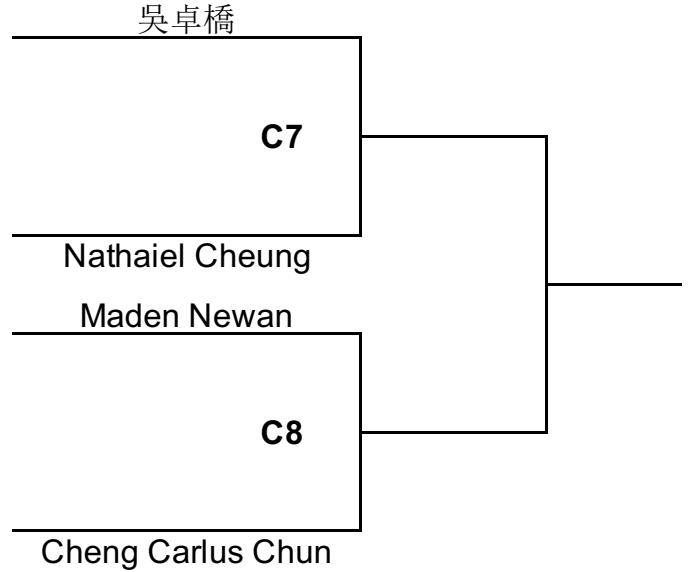 吳卓橋
C7
Nathaiel Cheung
Maden Newan
C8
Cheng Carlus Chun